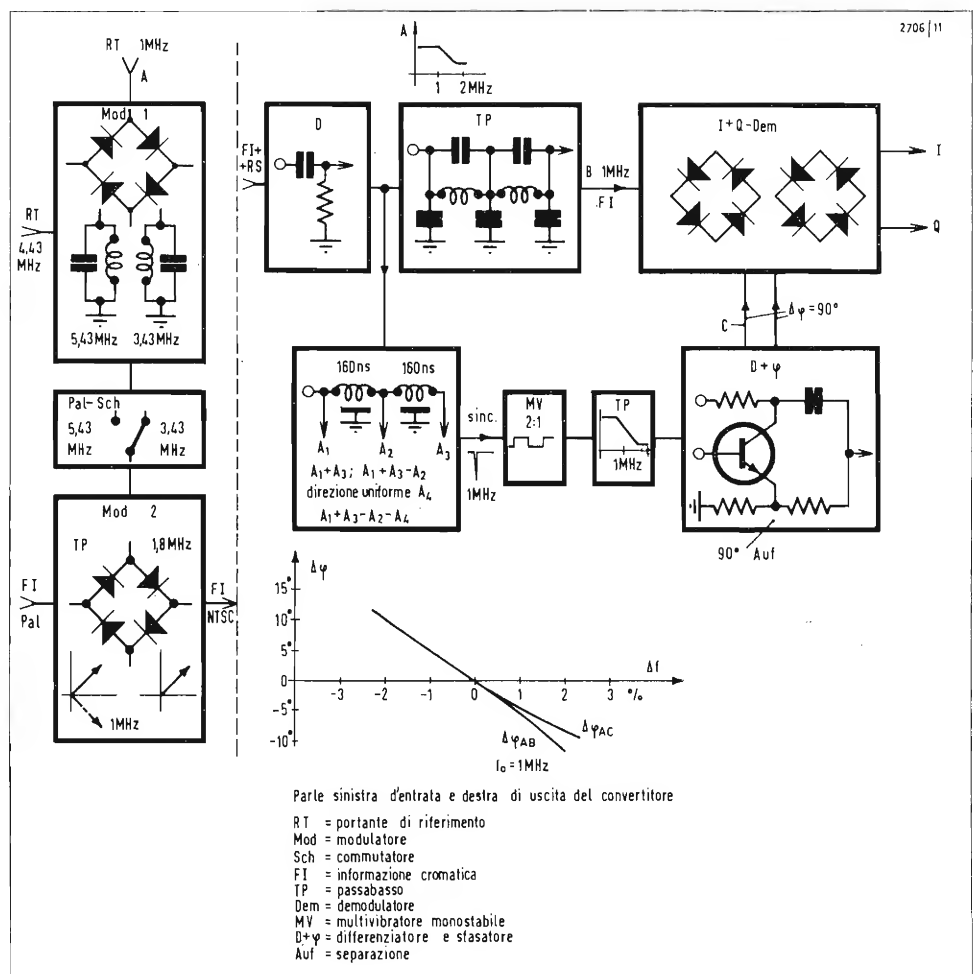 2706/11
RT 1MHz
A
Mod 1
RT
4,43
MHz
5,43MHz 3,43MHz
Pal-Sch
5,43
MHz
3,43
MHz
Mod 2
TP 1,8MHz
FI
Pal
FI
NTSC
1MHz
FI+
+RS
D
A
1 2MHz
TP
B 1MHz
FI
I+Q-Dem
I
Q
C
Δφ=90°
160ns 160ns
A₁ A₂ A₃
A₁+A₃; A₁+A₃-A₂
direzione uniforme A₄
A₁+A₃-A₂-A₄
sinc.
1MHz
MV
2:1
TP
1MHz
D+φ
90° Auf
Δφ
15°
10°
5°
0
-5°
-10°
-3 -2 -1 0 1 2 3 %
Δf
ΔφAB
ΔφAC
f₀=1MHz
Parte sinistra d'entrata e destra di uscita del convertitore
RT = portante di riferimento
Mod = modulatore
Sch = commutatore
FI = informazione cromatica
TP = passabasso
Dem = demodulatore
MV = multivibratore monostabile
D+φ = differenziatore e sfasatore
Auf = separazione